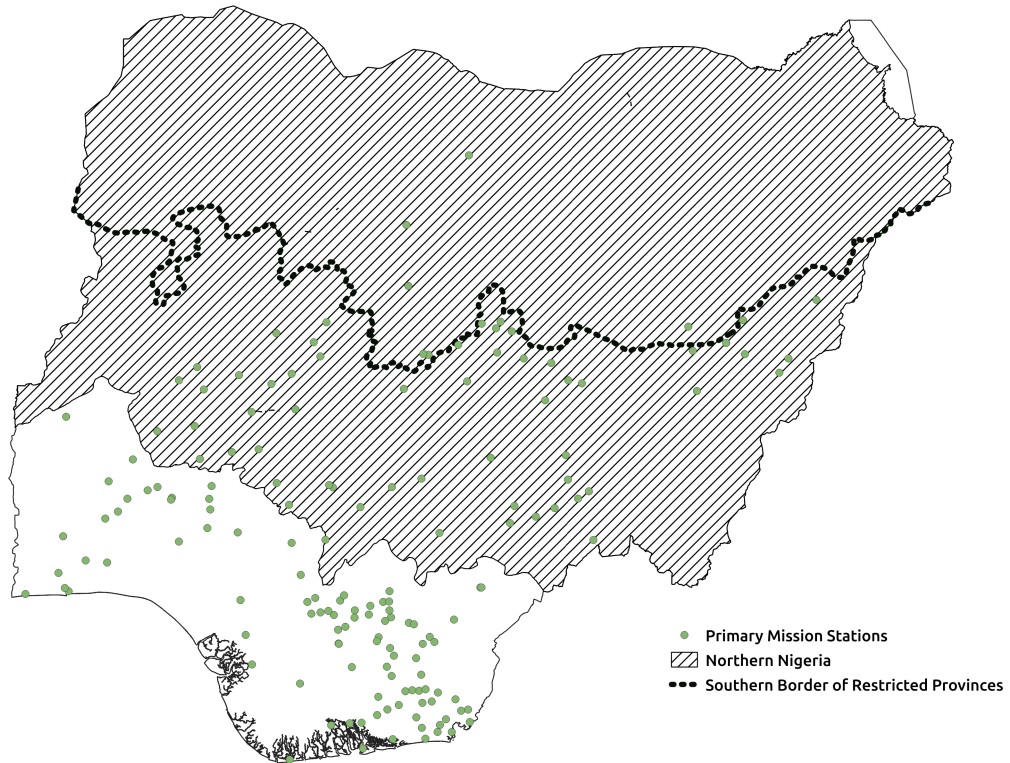 Primary Mission Stations
Northern Nigeria
Southern Border of Restricted Provinces